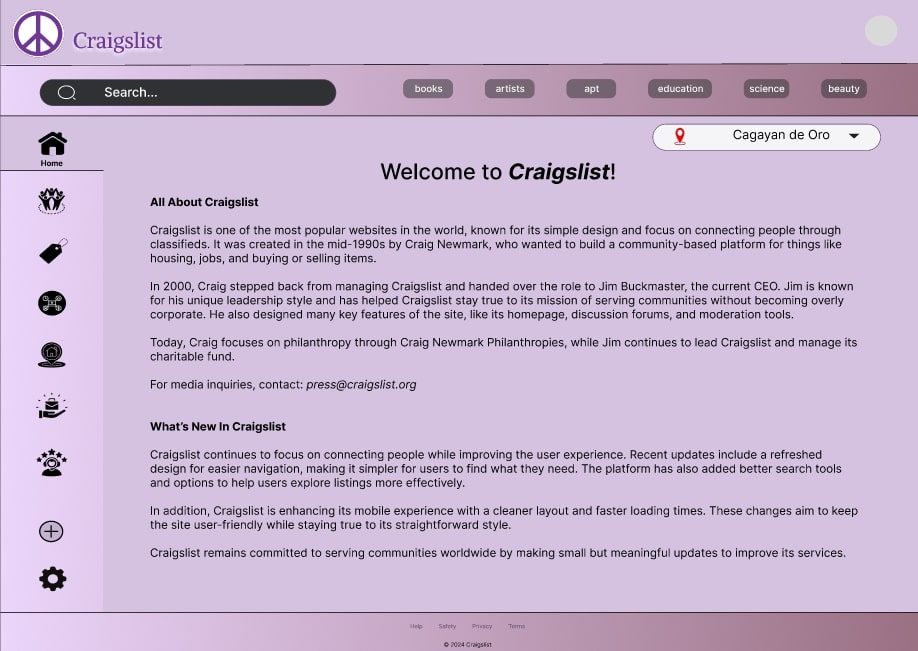 Craigslist
Search...
books
artists
apt
education
science
beauty
Home
Cagayan de Oro
Welcome to Craigslist!
All About Craigslist
Craigslist is one of the most popular websites in the world, known for its simple design and focus on connecting people through
classifieds. It was created in the mid-1990s by Craig Newmark, who wanted to build a community-based platform for things like
housing, jobs, and buying or selling items.
In 2000, Craig stepped back from managing Craigslist and handed over the role to Jim Buckmaster, the current CEO. Jim is known
for his unique leadership style and has helped Craigslist stay true to its mission of serving communities without becoming overly
corporate. He also designed many key features of the site, like its homepage, discussion forums, and moderation tools.
Today, Craig focuses on philanthropy through Craig Newmark Philanthropies, while Jim continues to lead Craigslist and manage its
charitable fund.
For media inquiries, contact: press@craigslist.org
What's New In Craigslist
Craigslist continues to focus on connecting people while improving the user experience. Recent updates include a refreshed
design for easier navigation, making it simpler for users to find what they need. The platform has also added better search tools
and options to help users explore listings more effectively.
In addition, Craigslist is enhancing its mobile experience with a cleaner layout and faster loading times. These changes aim to keep
the site user-friendly while staying true to its straightforward style.
Craigslist remains committed to serving communities worldwide by making small but meaningful updates to improve its services.
Help Safety Privacy Terms
© 2024 Craigslist